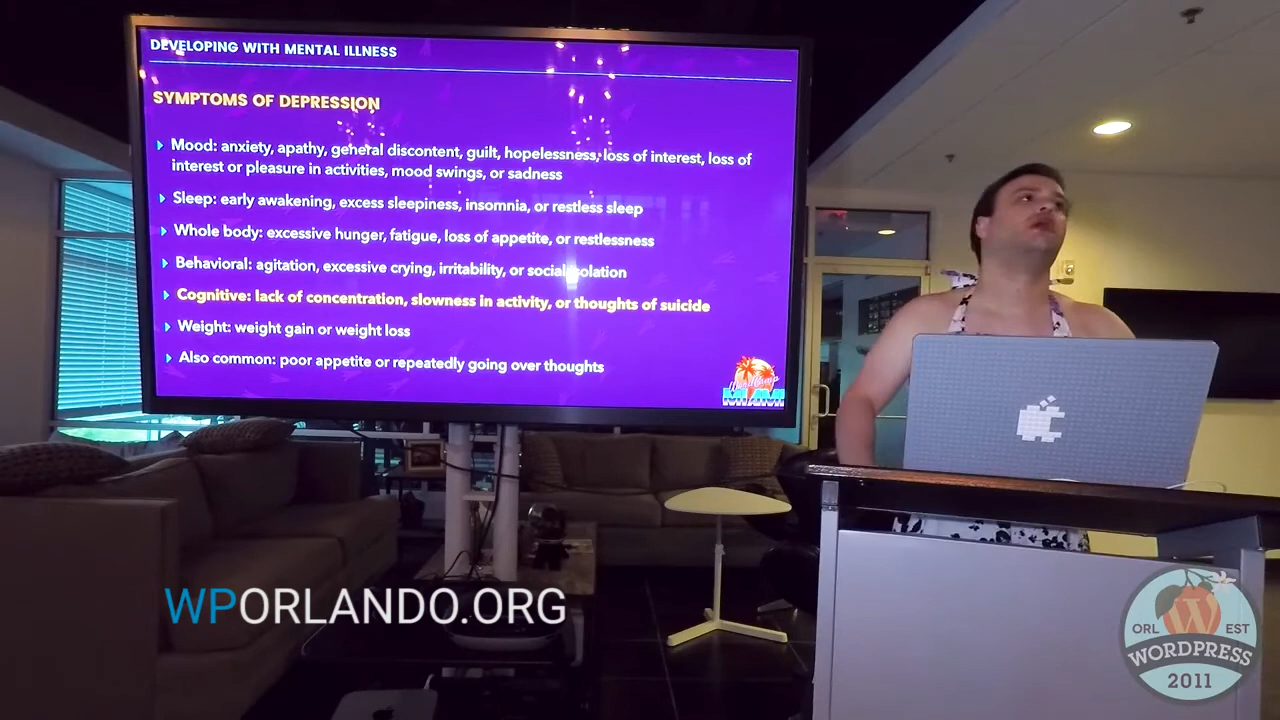 DEVELOPING WITH MENTAL ILLNESS
SYMPTOMS OF DEPRESSION
Mood: anxiety, apathy, general discontent, guilt, hopelessness, loss of interest, loss of
interest or pleasure in activities, mood swings, or sadness
Sleep: early awakening, excess sleepiness, insomnia, or restless sleep
Whole body: excessive hunger, fatigue, loss of appetite, or restlessness
Behavioral: agitation, excessive crying, irritability, or social isolation
Cognitive: lack of concentration, slowness in activity, or thoughts of suicide
Weight: weight gain or weight loss
Also common: poor appetite or repeatedly going over thoughts
WordCamp
MIAMI
WPORLANDO.ORG
ORL EST
W
WORDPRESS
2011